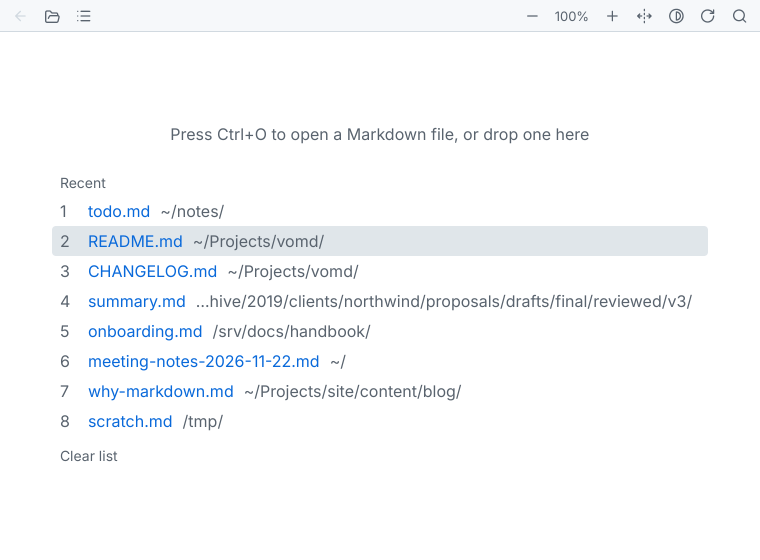 100%
Press Ctrl+O to open a Markdown file, or drop one here
Recent
1 todo.md ~/notes/
2 README.md ~/Projects/vomd/
3 CHANGELOG.md ~/Projects/vomd/
4 summary.md …hive/2019/clients/northwind/proposals/drafts/final/reviewed/v3/
5 onboarding.md /srv/docs/handbook/
6 meeting-notes-2026-11-22.md ~/
7 why-markdown.md ~/Projects/site/content/blog/
8 scratch.md /tmp/
Clear list